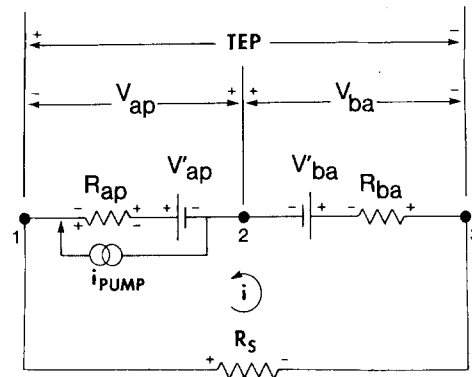 + TEP −
− V_ap + + V_ba −
V'_ap V'_ba
R_ap R_ba
− + + − − + − +
+ −
1 2
i_PUMP
i
R_S
+ −